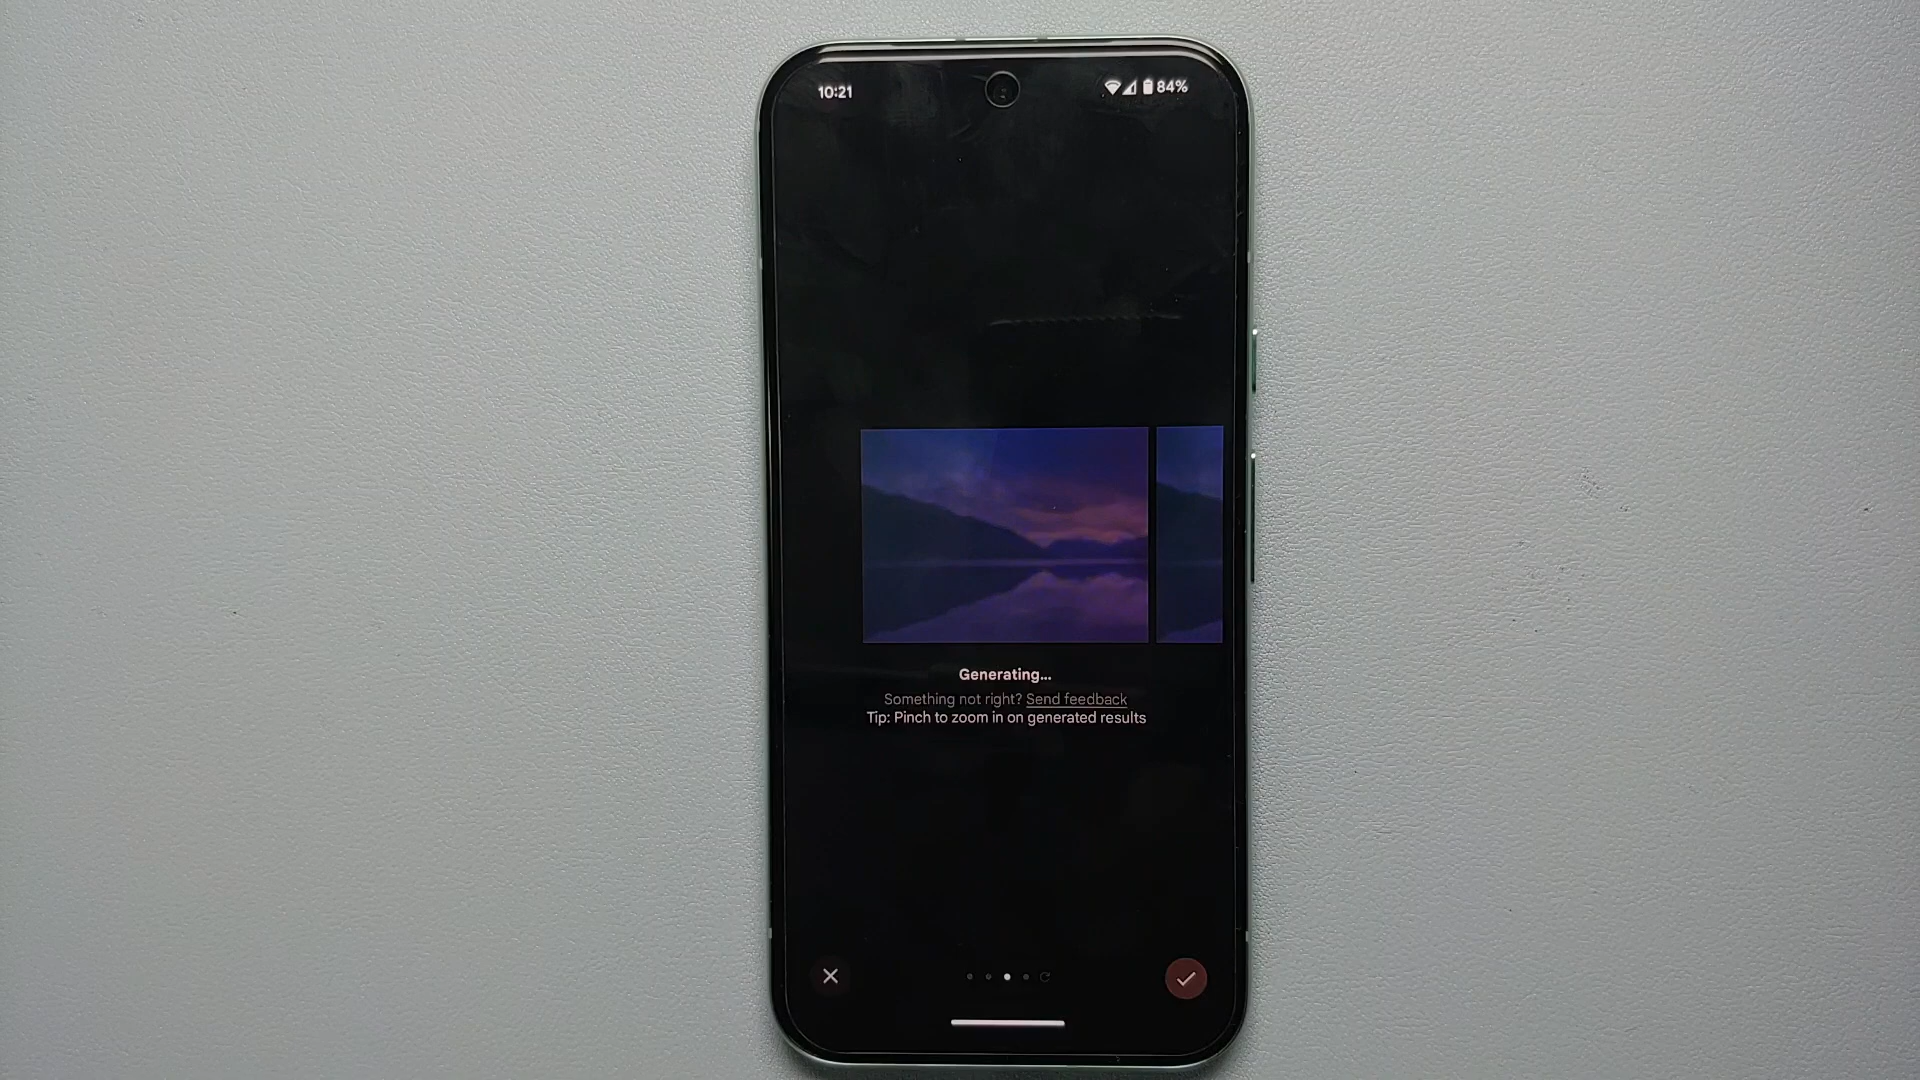 10:21
84%
Generating...
Something not right? Send feedback
Tip: Pinch to zoom in on generated results